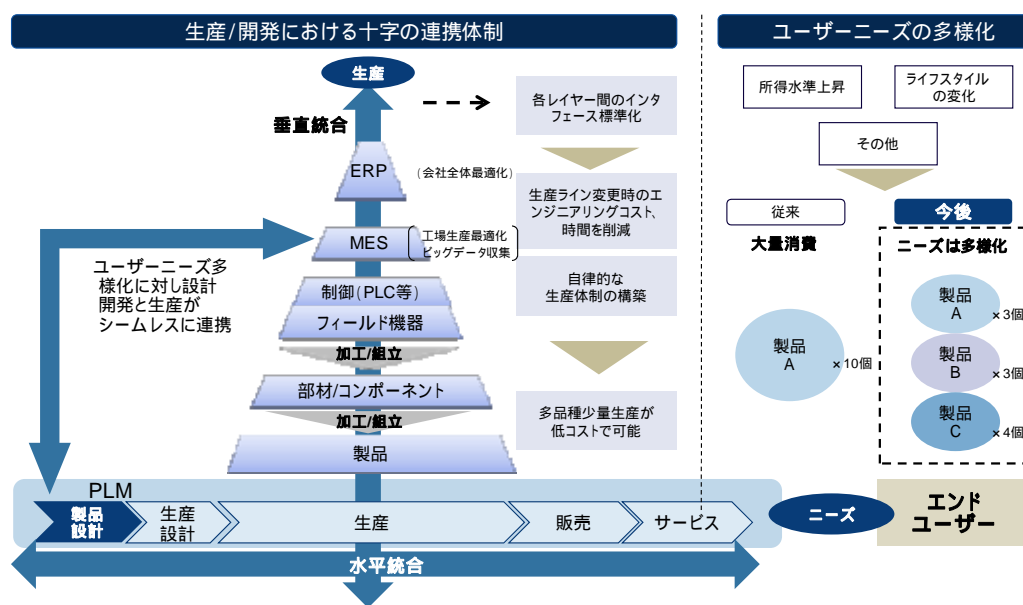 生産/開発における十字の連携体制
生産
垂直統合
ERP
(会社全体最適化)
MES
工場生産最適化
ビッグデータ収集
制御(PLC等)
フィールド機器
加工/組立
部材/コンポーネント
加工/組立
製品
ユーザーニーズ多
様化に対し設計
開発と生産が
シームレスに連携
各レイヤー間のインタ
フェース標準化
生産ライン変更時のエ
ンジニアリングコスト、
時間を削減
自律的な
生産体制の構築
多品種少量生産が
低コストで可能
PLM
製品
設計
生産
設計
生産
販売
サービス
水平統合
ユーザーニーズの多様化
所得水準上昇
ライフスタイル
の変化
その他
従来
大量消費
製品
A
×10個
今後
ニーズは多様化
製品
A
×3個
製品
B
×3個
製品
C
×4個
ニーズ
エンド
ユーザー